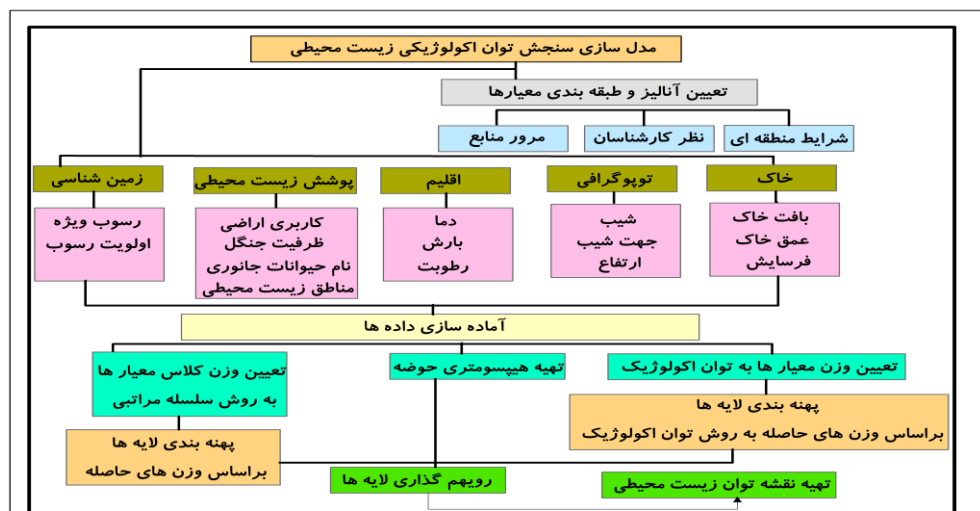 مدل سازی سنجش توان اکولوژیکی زیست محیطی
تعیین آنالیز و طبقه بندی معیارها
شرایط منطقه ای
نظر کارشناسان
مرور منابع
خاک
توپوگرافی
اقلیم
پوشش زیست محیطی
زمین شناسی
بافت خاک
عمق خاک
فرسایش
شیب
جهت شیب
ارتفاع
دما
بارش
رطوبت
کاربری اراضی
ظرفیت جنگل
نام حیوانات جانوری
مناطق زیست محیطی
رسوب ویژه
اولویت رسوب
آماده سازی داده ها
تعیین وزن معیار ها به توان اکولوژیک
تهیه هیپسومتری حوضه
تعیین وزن کلاس معیار ها
به روش سلسله مراتبی
پهنه بندی لایه ها
براساس وزن های حاصله به روش توان اکولوژیک
پهنه بندی لایه ها
براساس وزن های حاصله
رویهم گذاری لایه ها
تهیه نقشه توان زیست محیطی